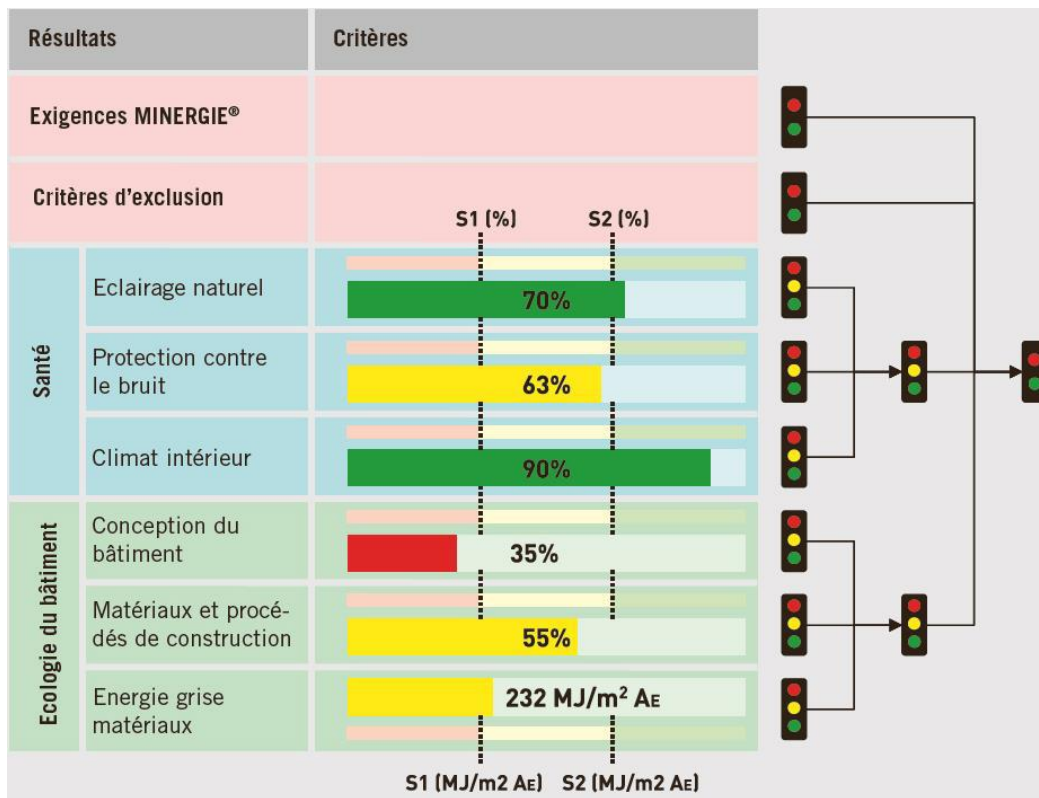 Résultats
Critères
Exigences MINERGIE®
Critères d'exclusion
S1 (%)
S2 (%)
Santé
Eclairage naturel
70%
Protection contre
le bruit
63%
Climat intérieur
90%
Ecologie du bâtiment
Conception du
bâtiment
35%
Matériaux et procé-
dés de construction
55%
Energie grise
matériaux
232 MJ/m² AE
S1 (MJ/m2 AE)
S2 (MJ/m2 AE)